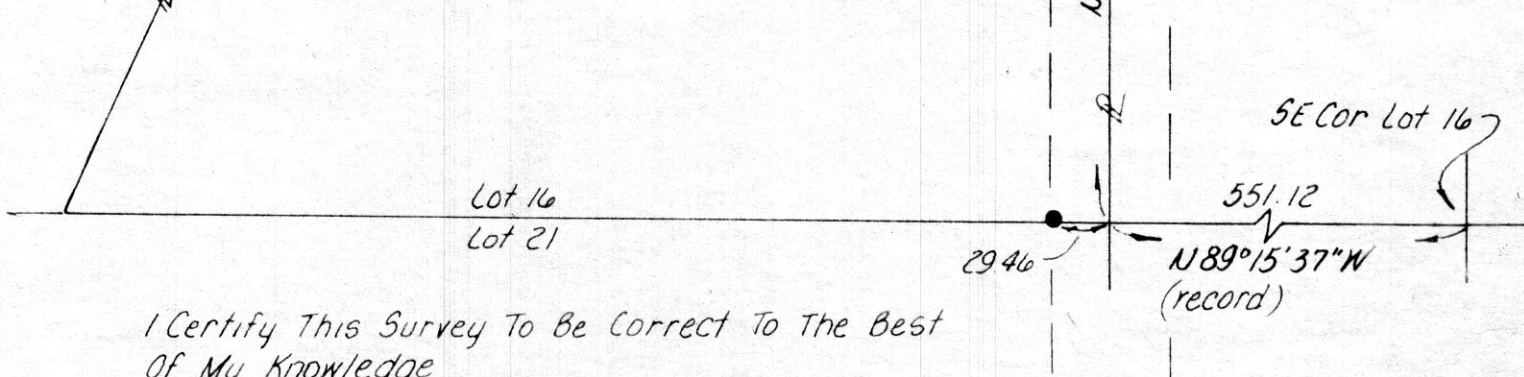 SE Cor Lot 16
551.12
Lot 16
Lot 21
29.46
N89°15'37"W
(record)
I Certify This Survey To Be Correct To The Best
Of My Knowledge